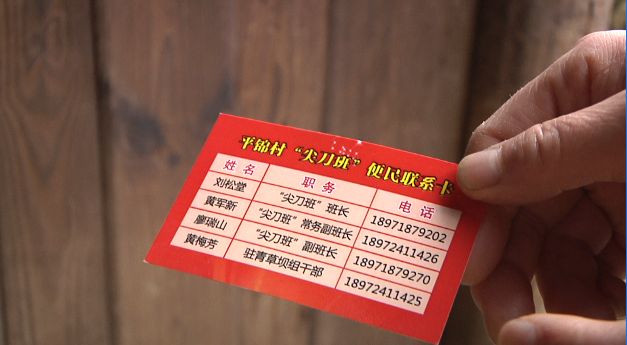 平锦村“尖刀班”便民联系卡
姓名 职务 电话
刘松堂 “尖刀班”班长 18971879202
黄军新 “尖刀班”常务副班长 18972411426
廖瑞山 “尖刀班”副班长 18971879270
黄梅芳 驻青草坝组干部 18972411425